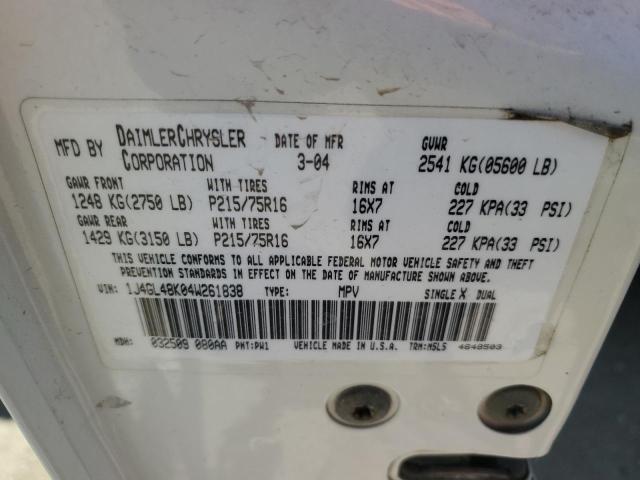 MFD BY DAIMLERCHRYSLER CORPORATION DATE OF MFR 3-04 GVWR 2541 KG(05600 LB)
GAWR FRONT WITH TIRES RIMS AT COLD
1248 KG(2750 LB) P215/75R16 16X7 227 KPA(33 PSI)
GAWR REAR WITH TIRES RIMS AT COLD
1429 KG(3150 LB) P215/75R16 16X7 227 KPA(33 PSI)
THIS VEHICLE CONFORMS TO ALL APPLICABLE FEDERAL MOTOR VEHICLE SAFETY AND THEFT
PREVENTION STANDARDS IN EFFECT ON THE DATE OF MANUFACTURE SHOWN ABOVE.
VIN: 1J4GL48K04W261838 TYPE: MPV SINGLE X DUAL
MDH: 032509 080AA PNT:PW1 VEHICLE MADE IN U.S.A. TRM:MSLS 4648503